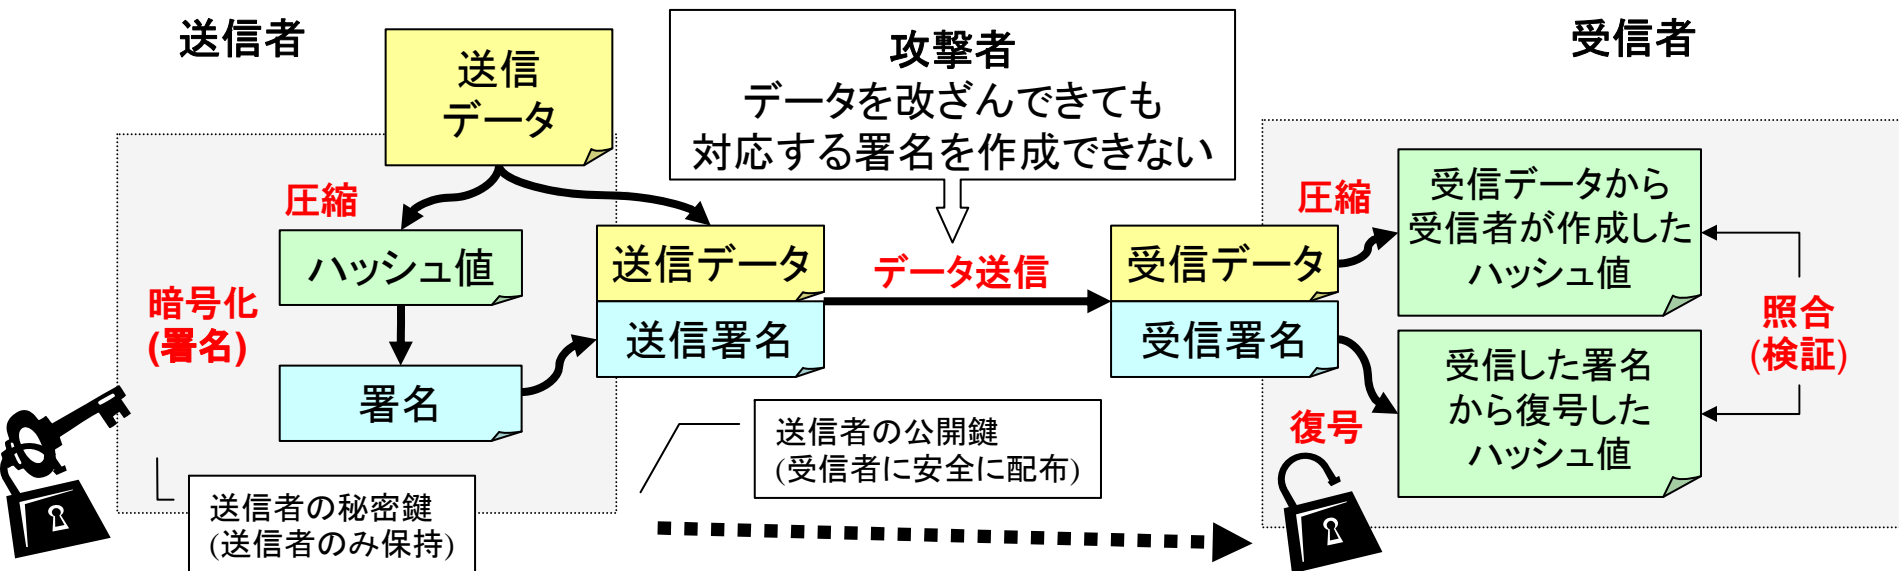 送信者
送信
データ
攻撃者
データを改ざんできても
対応する署名を作成できない
受信者
圧縮
ハッシュ値
暗号化
(署名)
署名
送信データ
送信署名
データ送信
受信データ
受信署名
圧縮
受信データから
受信者が作成した
ハッシュ値
照合
(検証)
復号
受信した署名
から復号した
ハッシュ値
送信者の公開鍵
(受信者に安全に配布)
送信者の秘密鍵
(送信者のみ保持)